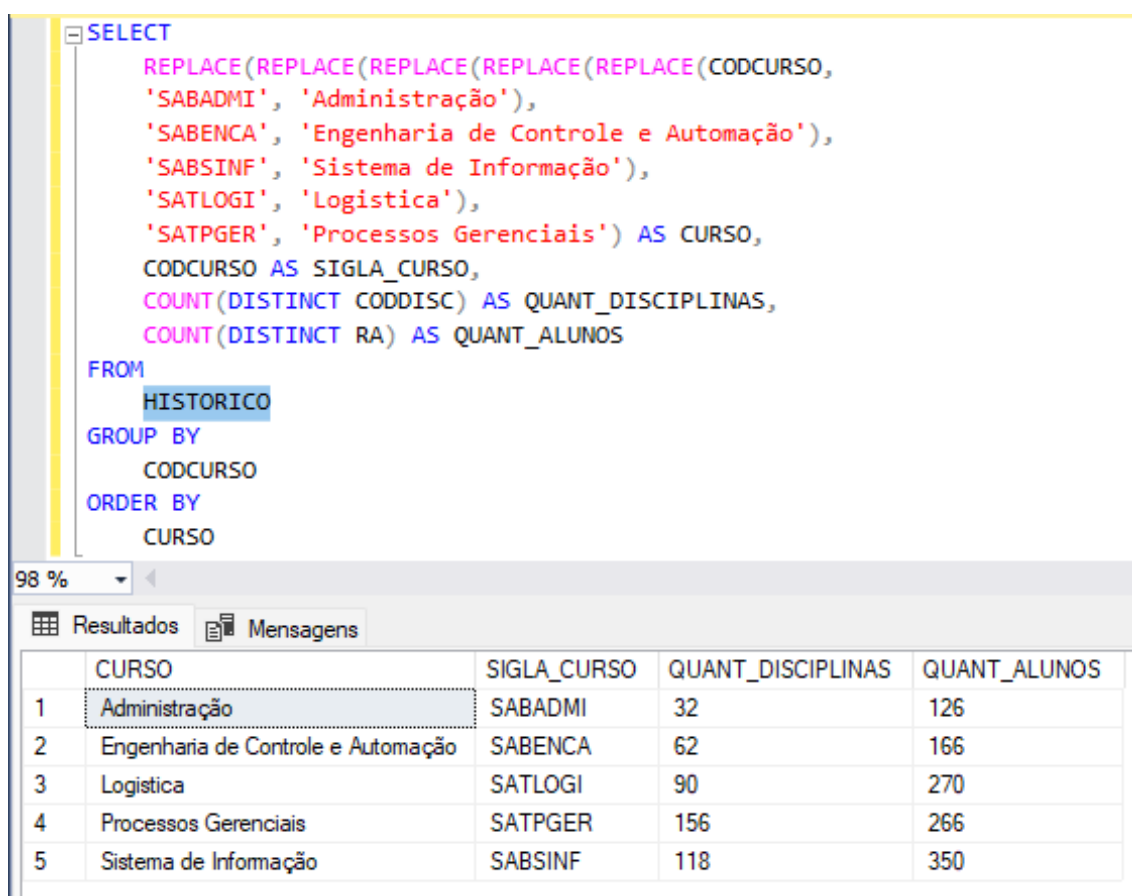 SELECT
REPLACE(REPLACE(REPLACE(REPLACE(REPLACE(CODCURSO,
'SABADMI', 'Administração'),
'SABENCA', 'Engenharia de Controle e Automação'),
'SABSINF', 'Sistema de Informação'),
'SATLOGI', 'Logistica'),
'SATPGER', 'Processos Gerenciais') AS CURSO,
CODCURSO AS SIGLA_CURSO,
COUNT(DISTINCT CODDISC) AS QUANT_DISCIPLINAS,
COUNT(DISTINCT RA) AS QUANT_ALUNOS
FROM
HISTORICO
GROUP BY
CODCURSO
ORDER BY
CURSO
98 %
Resultados Mensagens
CURSO SIGLA_CURSO QUANT_DISCIPLINAS QUANT_ALUNOS
1 Administração SABADMI 32 126
2 Engenharia de Controle e Automação SABENCA 62 166
3 Logistica SATLOGI 90 270
4 Processos Gerenciais SATPGER 156 266
5 Sistema de Informação SABSINF 118 350